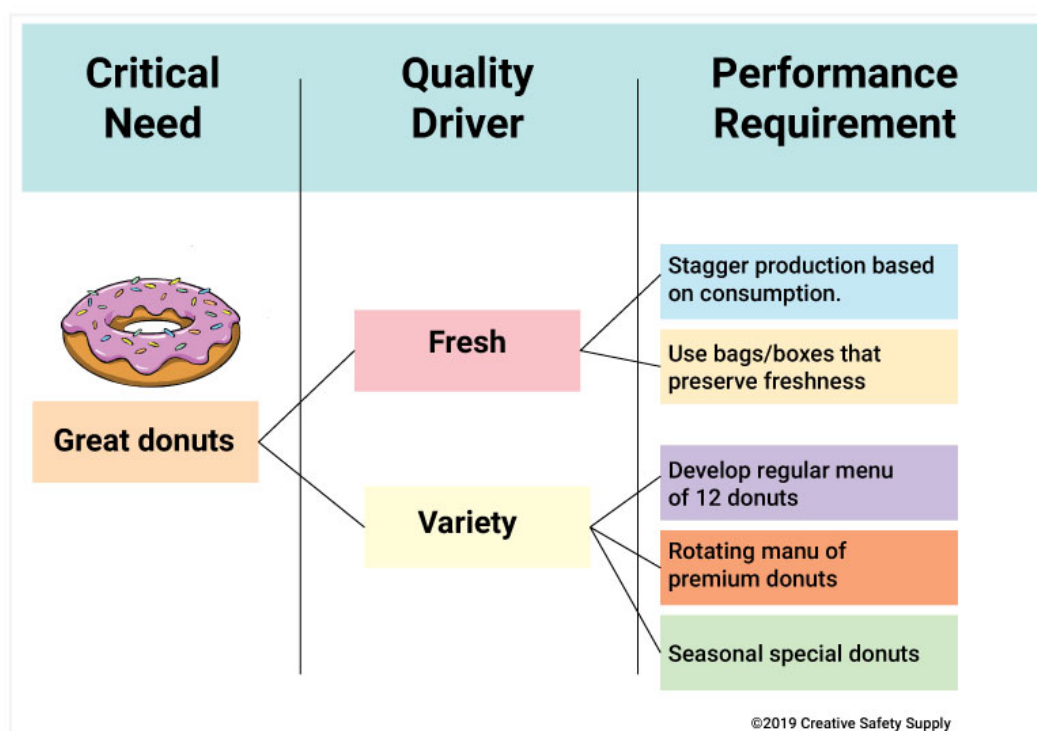 Critical
Need
Quality
Driver
Performance
Requirement
Great donuts
Fresh
Variety
Stagger production based
on consumption.
Use bags/boxes that
preserve freshness
Develop regular menu
of 12 donuts
Rotating manu of
premium donuts
Seasonal special donuts
©2019 Creative Safety Supply